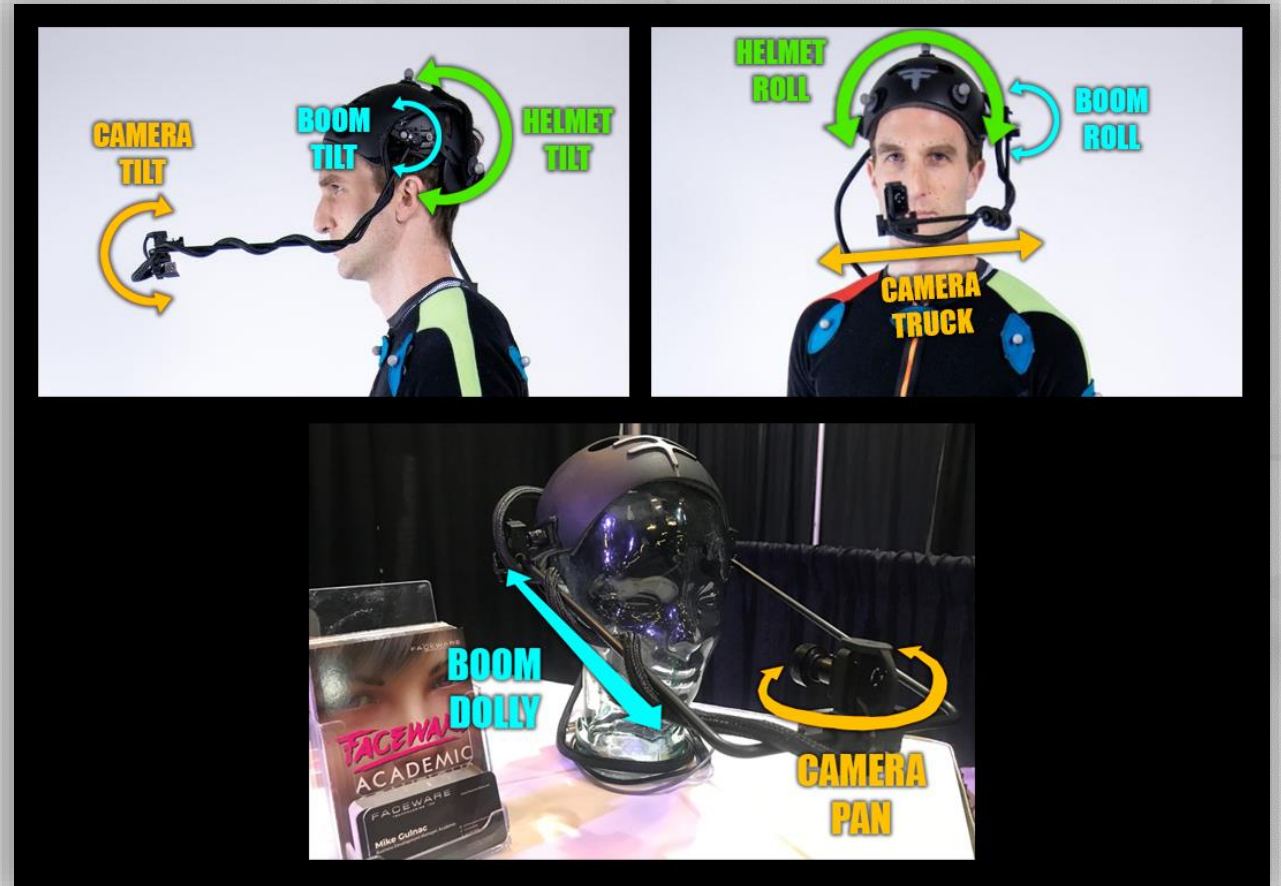 CAMERA
TILT
BOOM
TILT
HELMET
TILT
HELMET
ROLL
BOOM
ROLL
CAMERA
TRUCK
BOOM
DOLLY
CAMERA
PAN
FACEWARE
FACEWARE
ACADEMIC
FACEWARE
Mike Gulnac